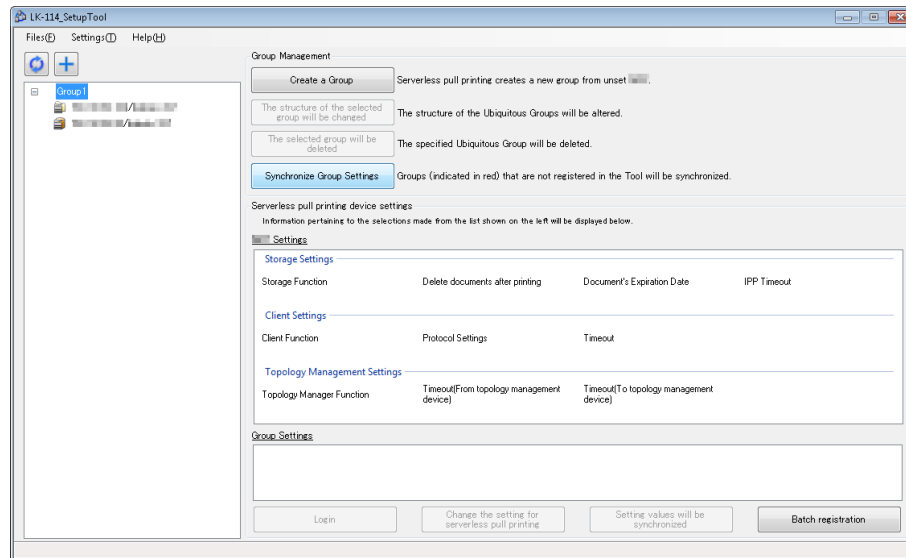 LK-114_SetupTool
Files(F) Settings(T) Help(H)
Group Management
Create a Group
Serverless pull printing creates a new group from unset .
Group1
/
/
The structure of the selected
group will be changed
The structure of the Ubiquitous Groups will be altered.
The selected group will be
deleted
The specified Ubiquitous Group will be deleted.
Synchronize Group Settings
Groups (indicated in red) that are not registered in the Tool will be synchronized.
Serverless pull printing device settings
Information pertaining to the selections made from the list shown on the left will be displayed below.
Settings
Storage Settings
Storage Function Delete documents after printing Document's Expiration Date IPP Timeout
Client Settings
Client Function Protocol Settings Timeout
Topology Management Settings
Topology Manager Function
Timeout(From topology management
device)
Timeout(To topology management
device)
Group Settings
Login
Change the setting for
serverless pull printing
Setting values will be
synchronized
Batch registration